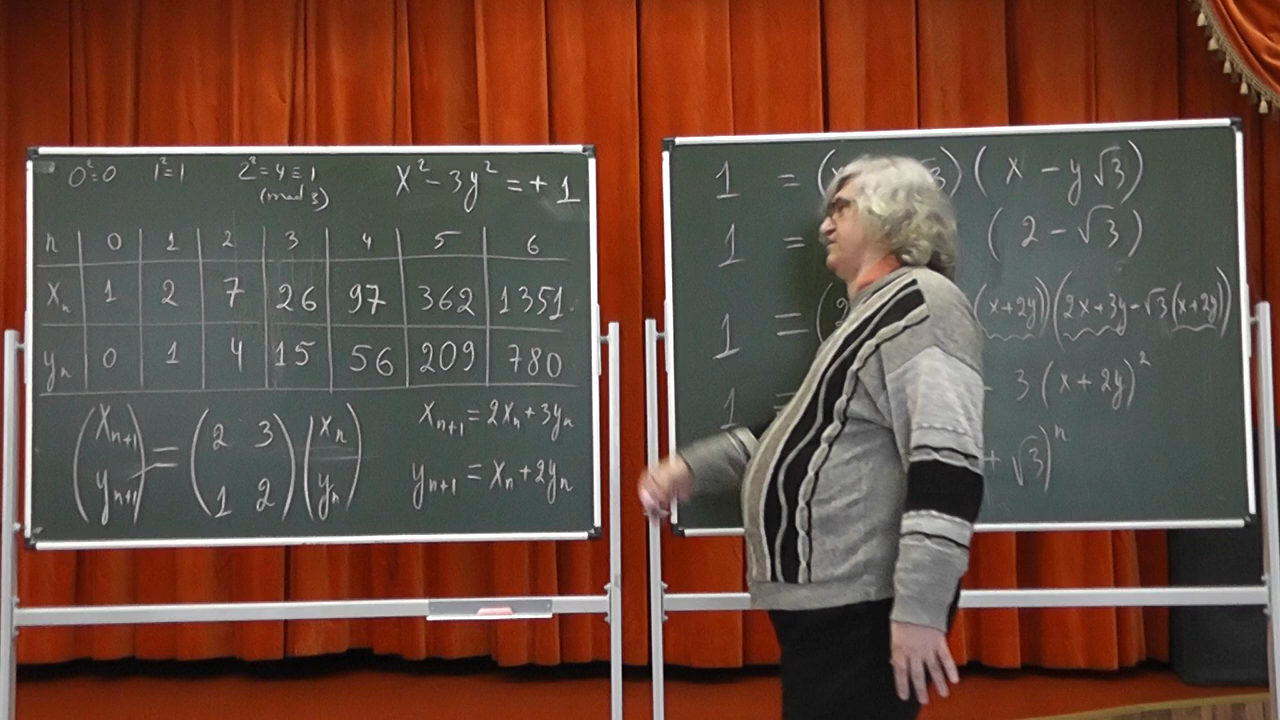 0²=0 1²=1 2²=4≡1
(mod 3)
x²-3y²=+1
n 0 1 2 3 4 5 6
xₙ 1 2 7 26 97 362 1351
yₙ 0 1 4 15 56 209 780
(xₙ₊₁) = (2 3) (xₙ)
(yₙ₊₁) (1 2) (yₙ)
xₙ₊₁ = 2xₙ+3yₙ
yₙ₊₁ = xₙ+2yₙ
1 = (x √3)(x-y√3)
1 = (2-√3)
1 = (2 (x+2y))(2x+3y-√3(x+2y))
1 = 3(x+2y)²
+√3)ⁿ